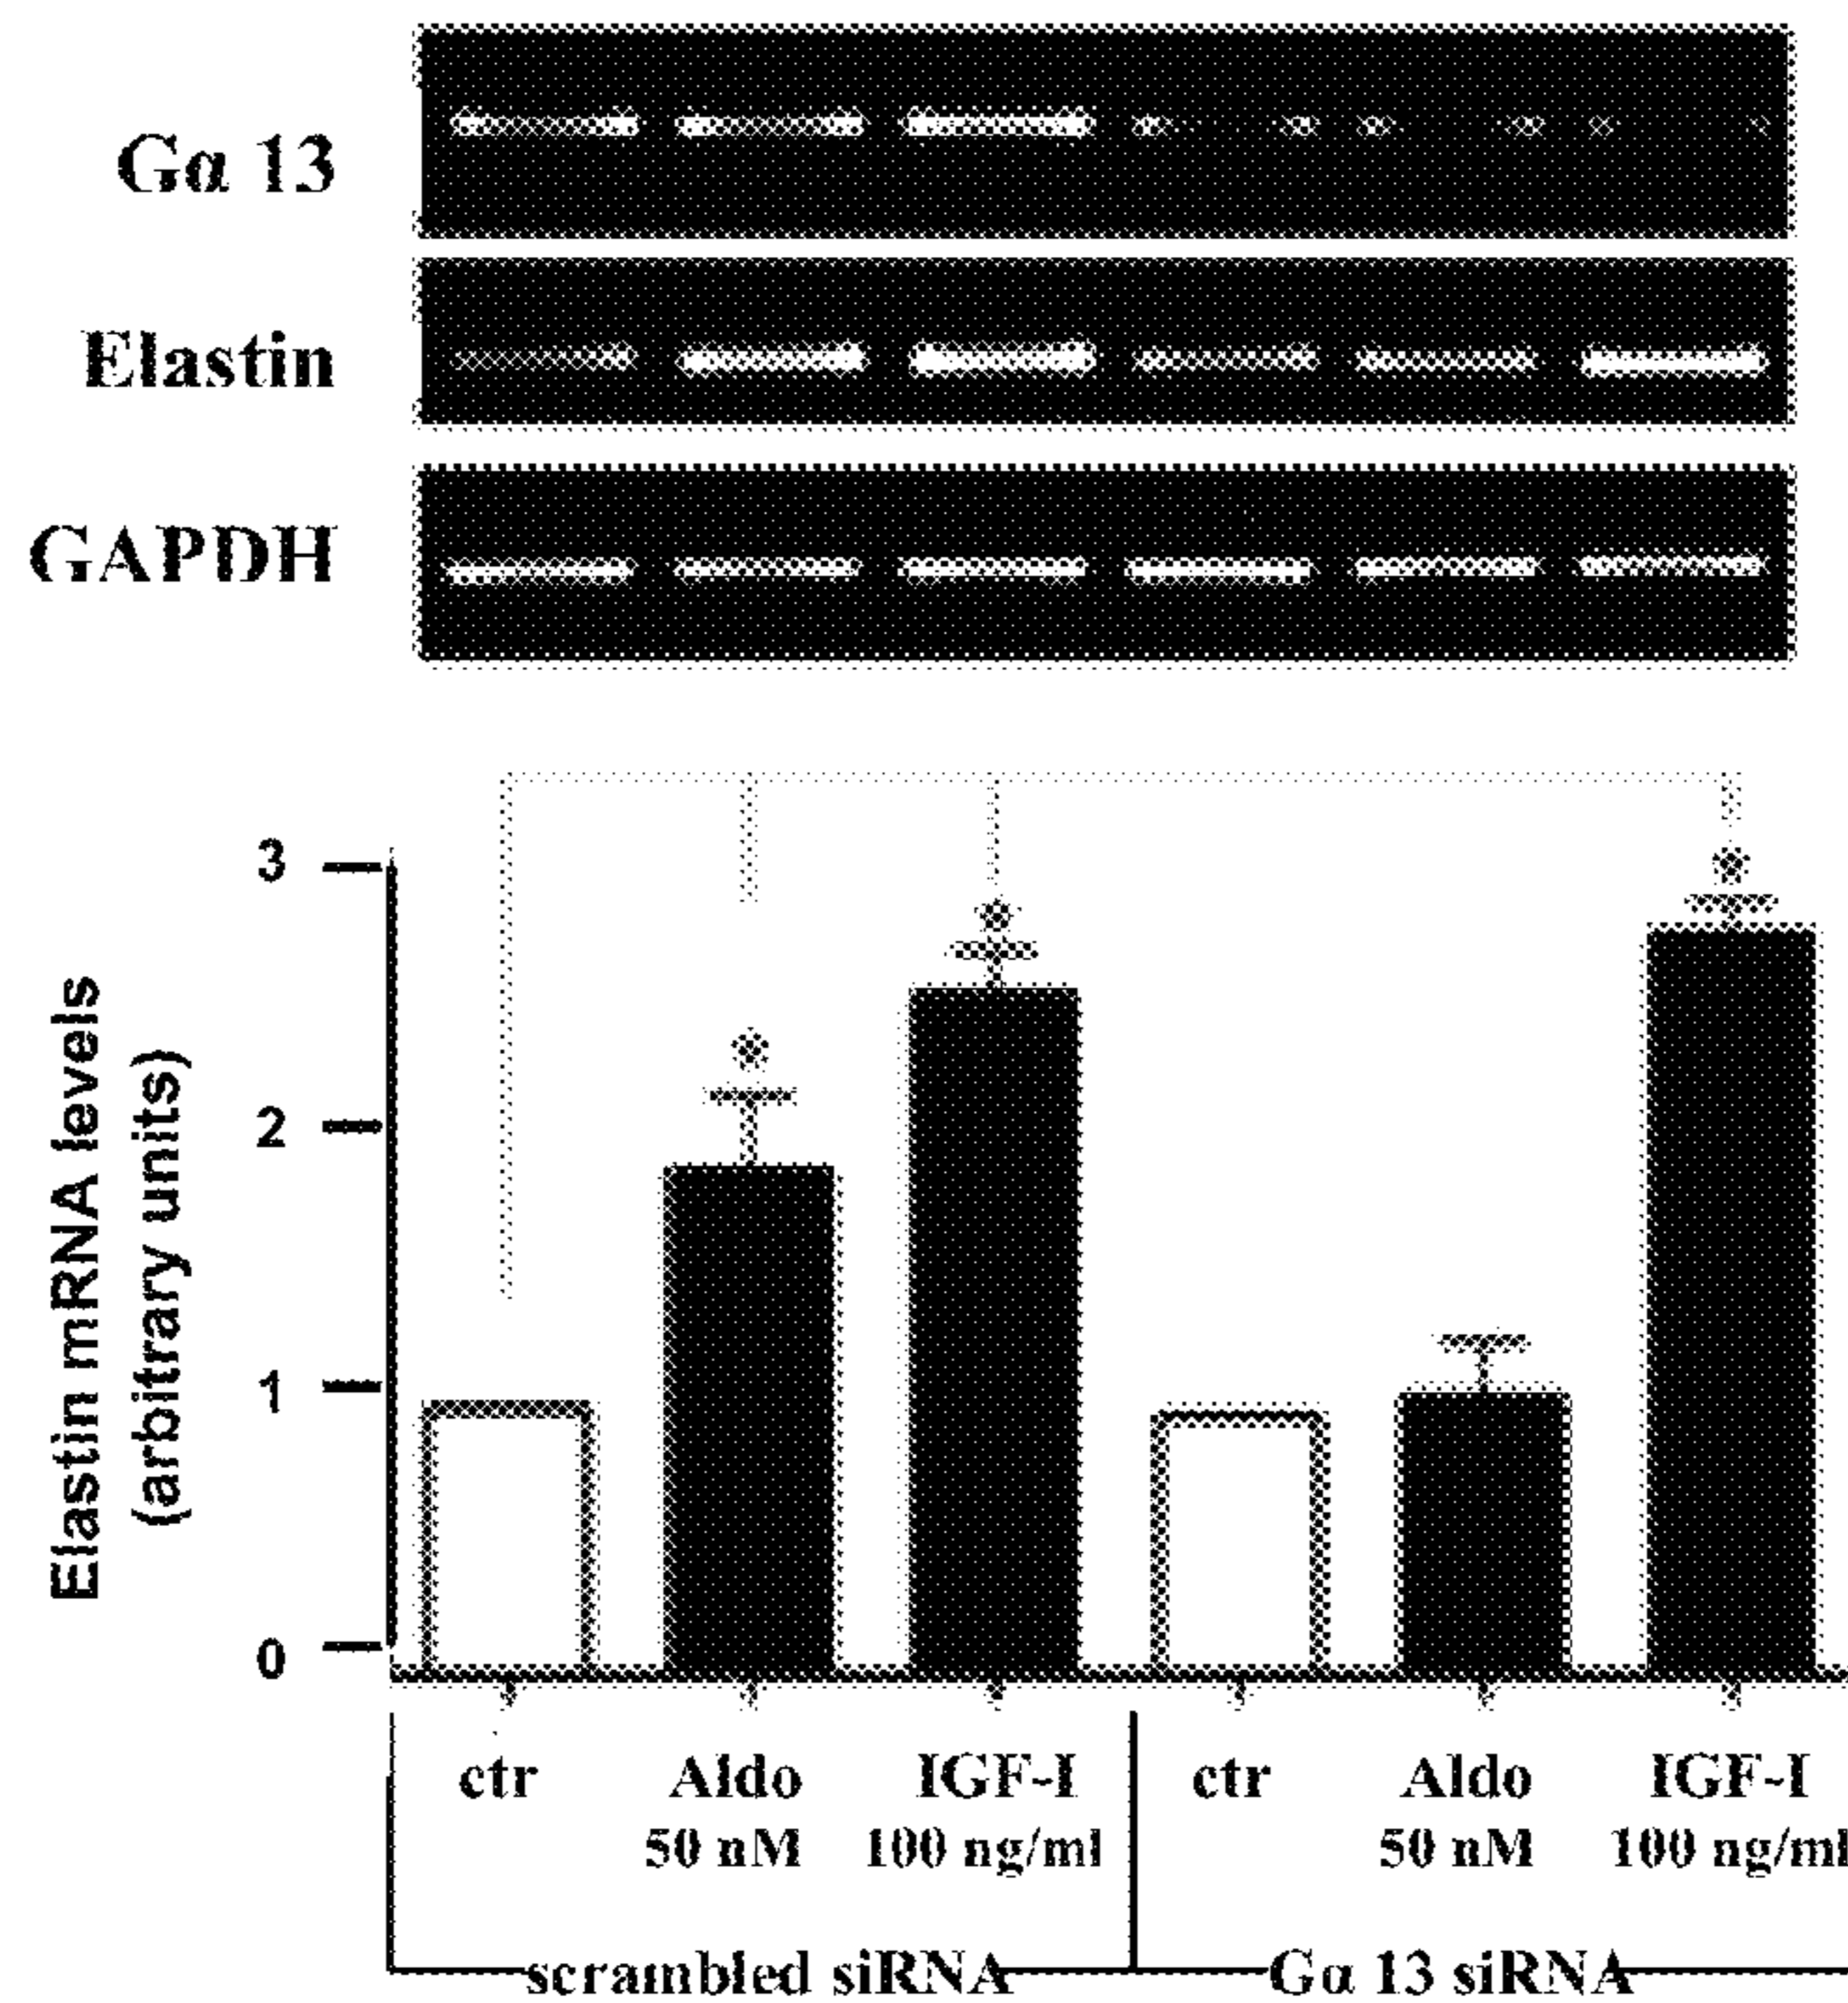 Gα 13
Elastin
GAPDH
Elastin mRNA levels
(arbitrary units)
3
2
1
0
* * *
ctr Aldo IGF-I ctr Aldo IGF-I
50 nM 100 ng/ml 50 nM 100 ng/ml
scrambled siRNA Gα 13 siRNA